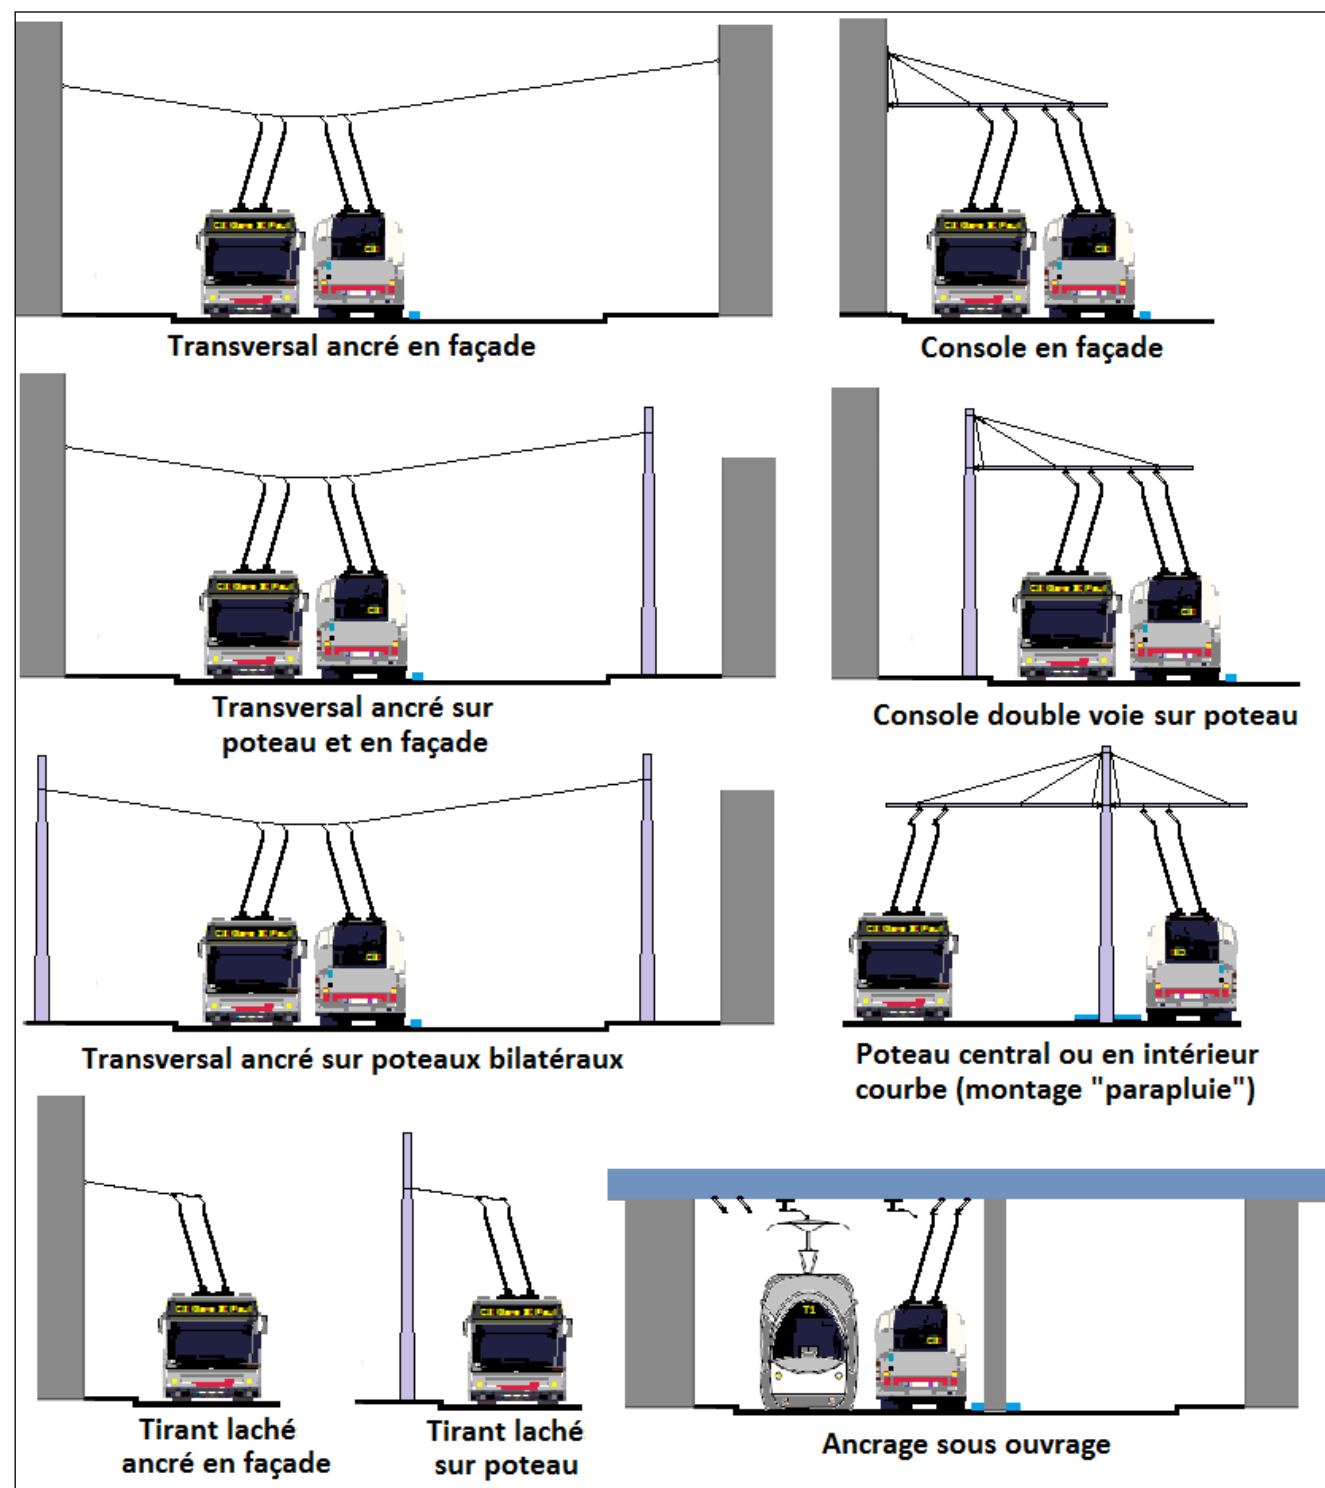 Transversal ancré en façade
Console en façade
Transversal ancré sur
poteau et en façade
Console double voie sur poteau
Transversal ancré sur poteaux bilatéraux
Poteau central ou en intérieur
courbe (montage "parapluie")
T1
Tirant laché
ancré en façade
Tirant laché
sur poteau
Ancrage sous ouvrage